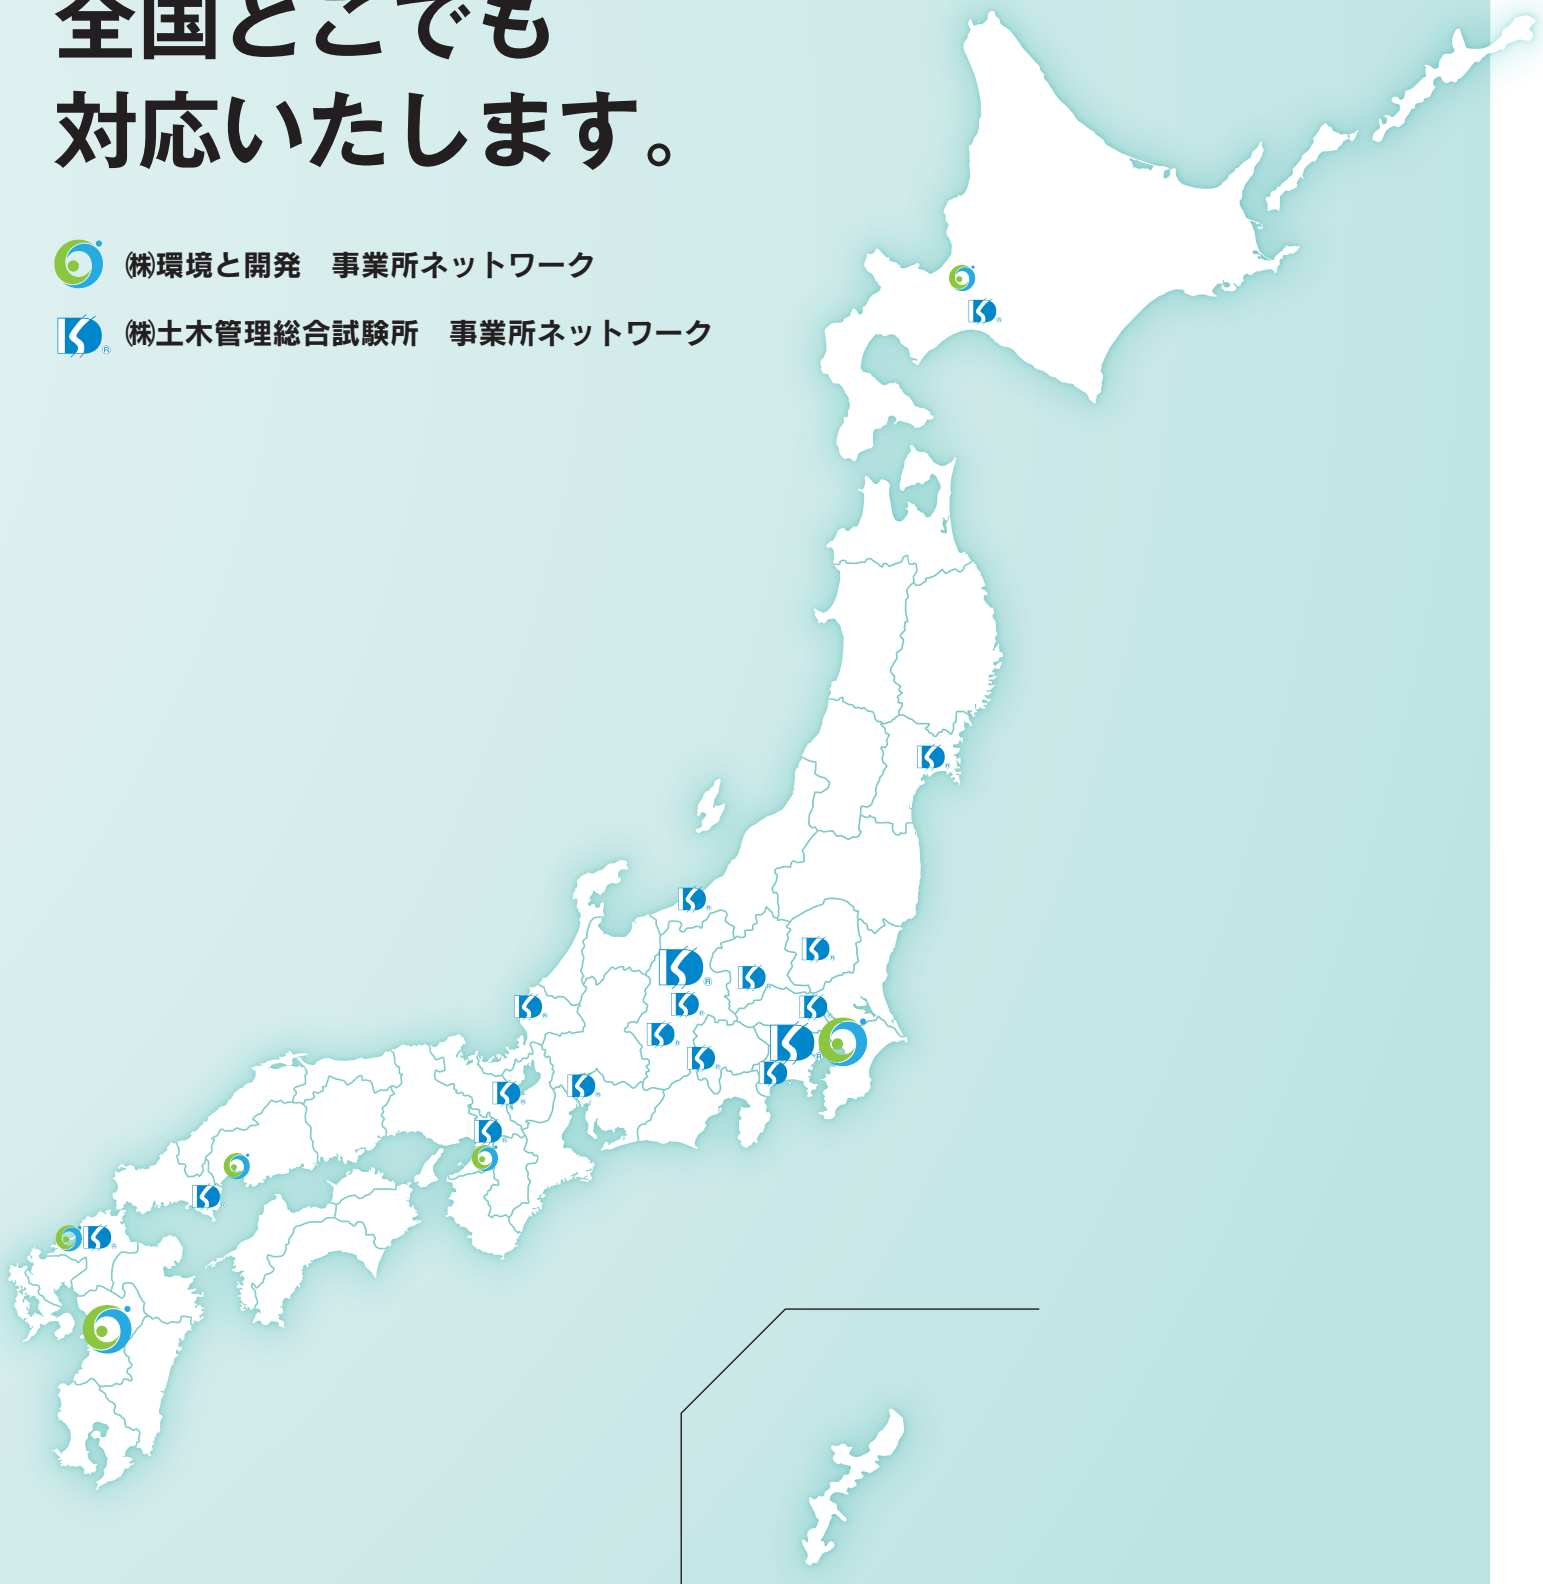 全国どこでも
対応いたします。
㈱環境と開発　事業所ネットワーク
㈱土木管理総合試験所　事業所ネットワーク